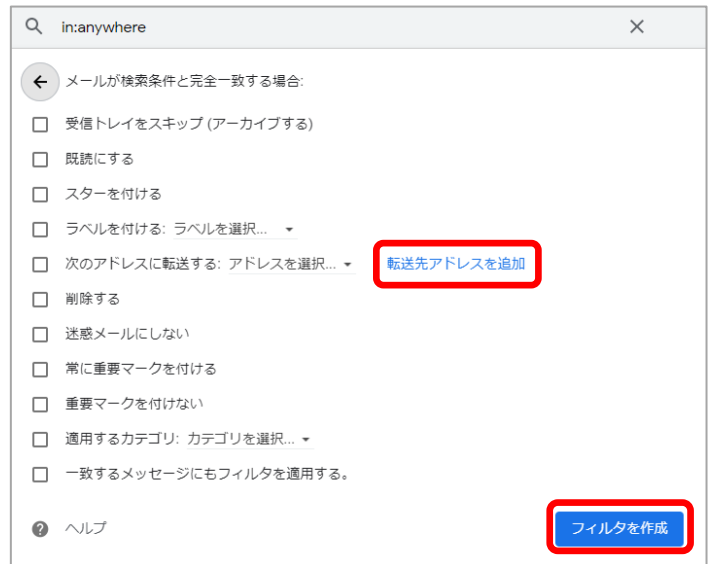 in:anywhere
メールが検索条件と完全一致する場合:
受信トレイをスキップ (アーカイブする)
既読にする
スターを付ける
ラベルを付ける: ラベルを選択...
次のアドレスに転送する: アドレスを選択... 転送先アドレスを追加
削除する
迷惑メールにしない
常に重要マークを付ける
重要マークを付けない
適用するカテゴリ: カテゴリを選択...
一致するメッセージにもフィルタを適用する。
ヘルプ フィルタを作成